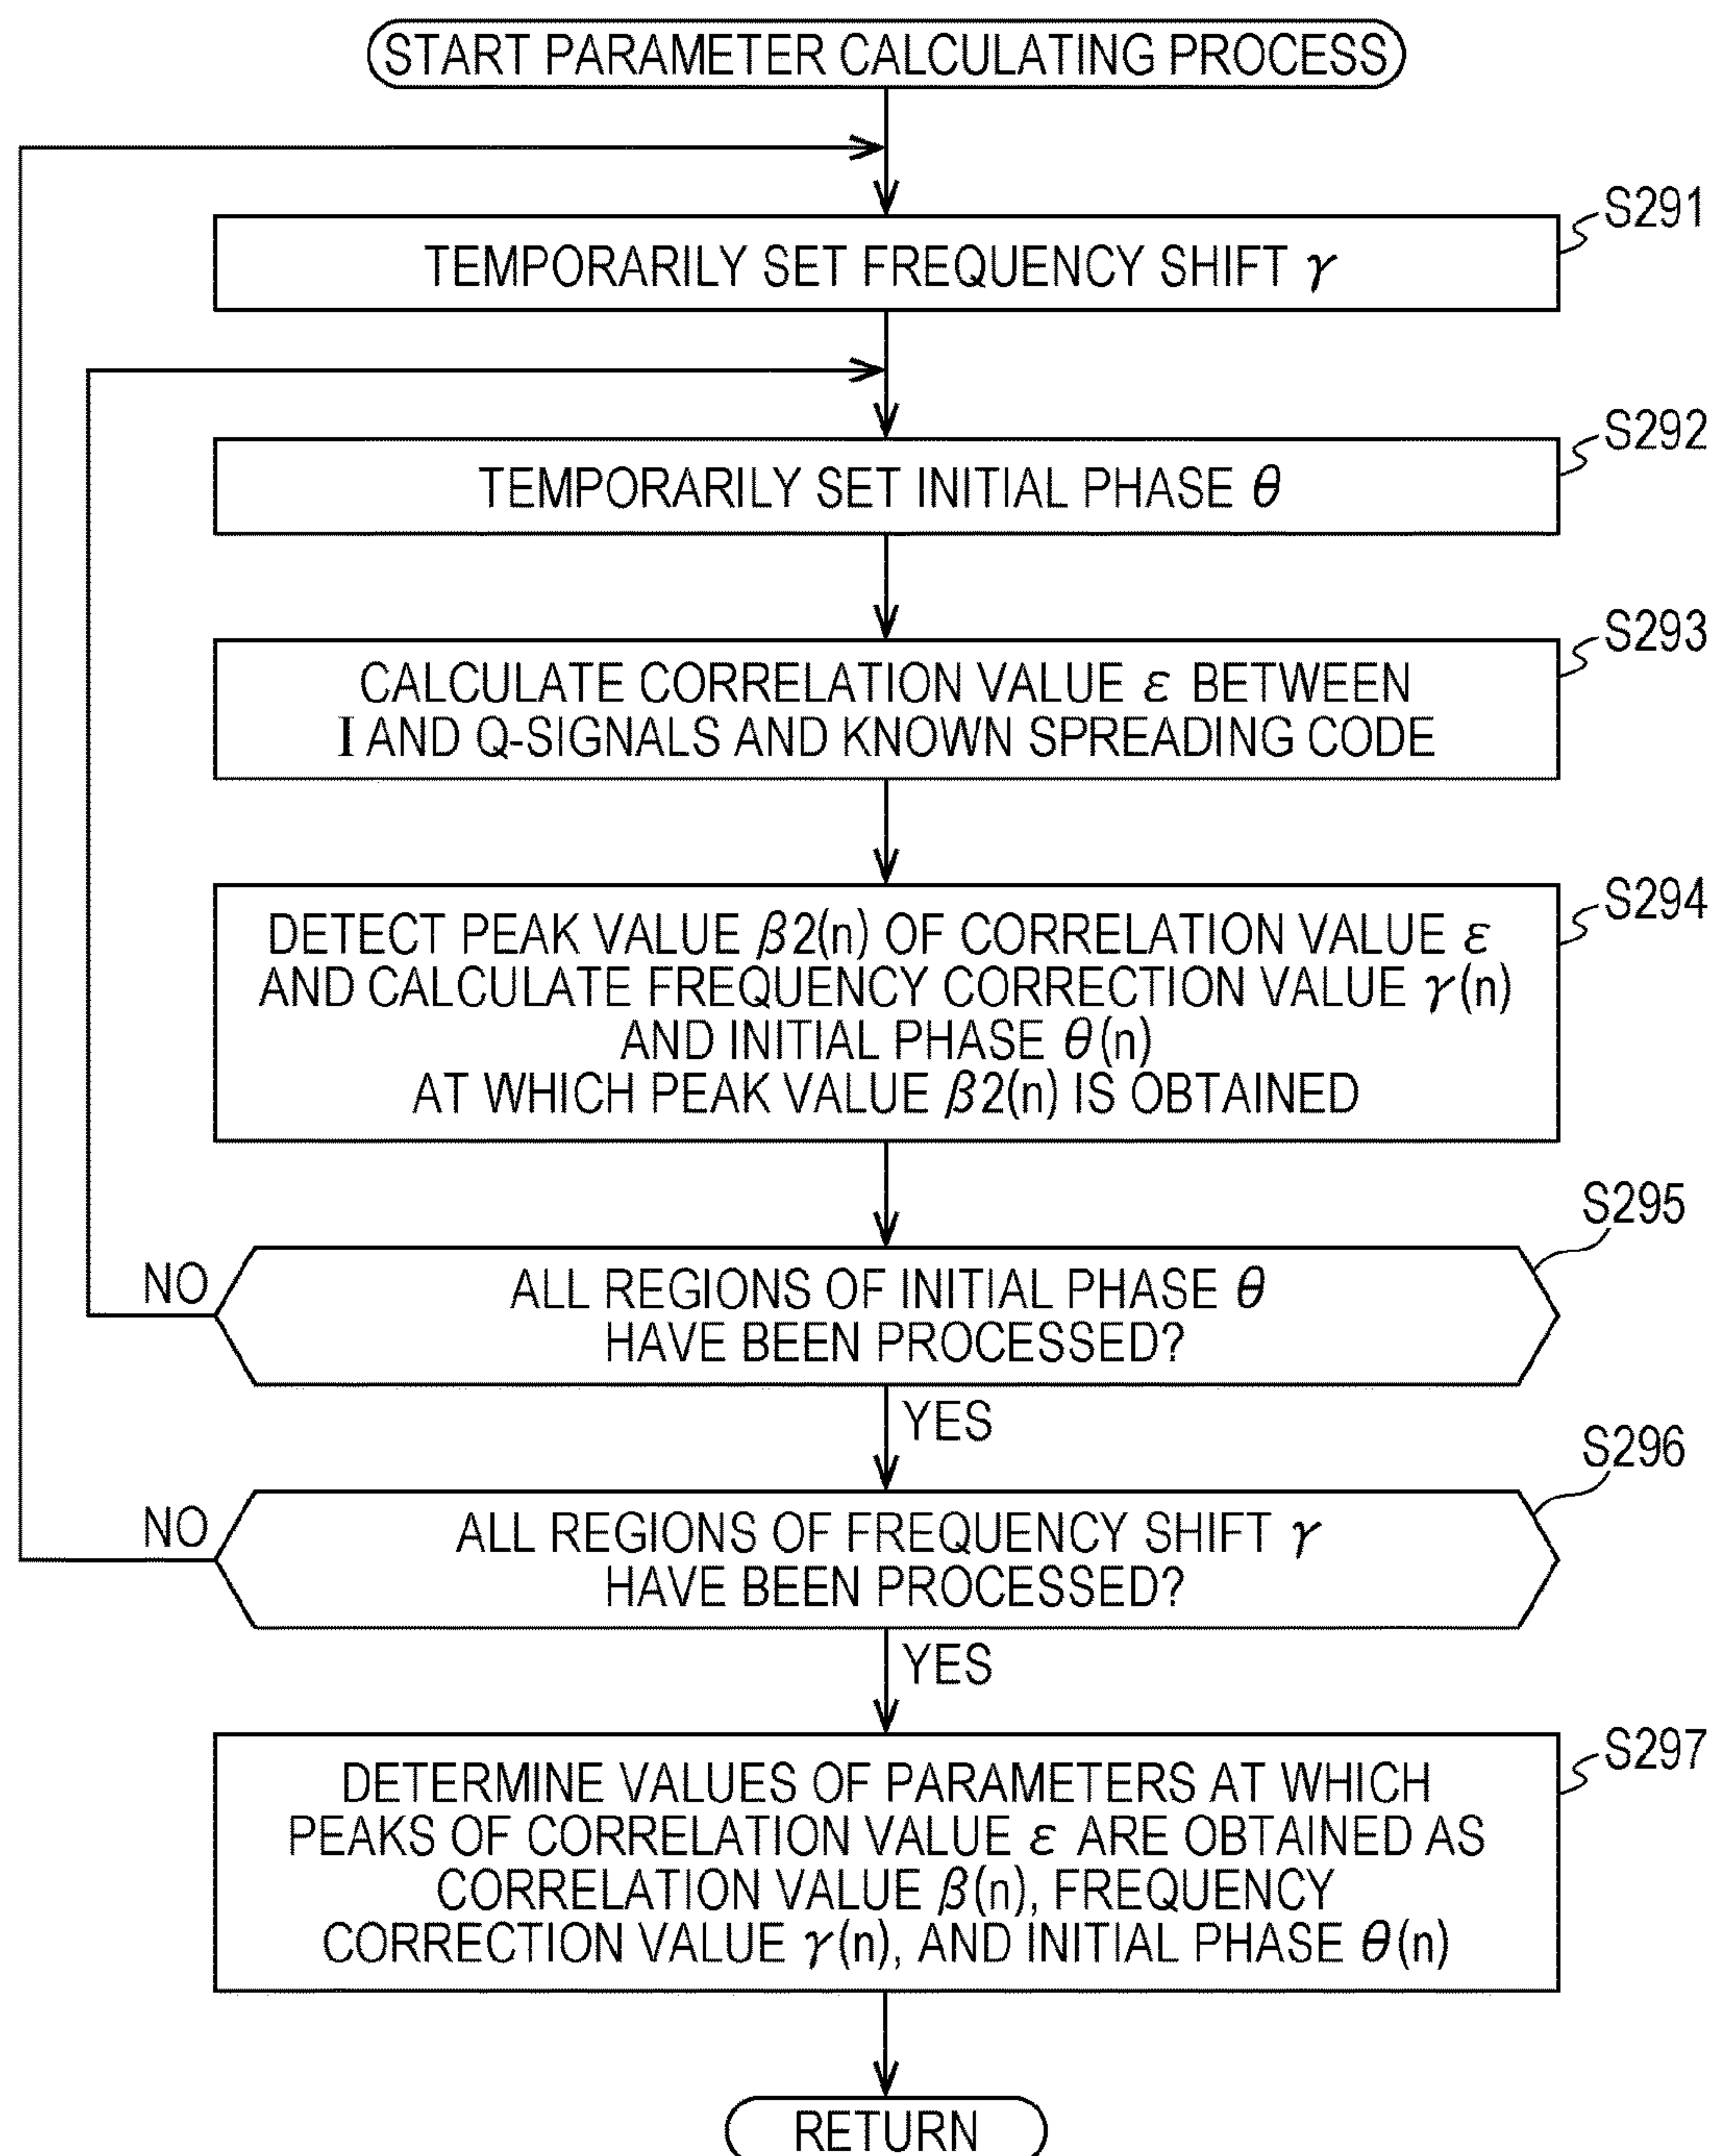 START PARAMETER CALCULATING PROCESS
S291
TEMPORARILY SET FREQUENCY SHIFT γ
S292
TEMPORARILY SET INITIAL PHASE θ
S293
CALCULATE CORRELATION VALUE ε BETWEEN
I AND Q-SIGNALS AND KNOWN SPREADING CODE
S294
DETECT PEAK VALUE β2(n) OF CORRELATION VALUE ε
AND CALCULATE FREQUENCY CORRECTION VALUE γ(n)
AND INITIAL PHASE θ(n)
AT WHICH PEAK VALUE β2(n) IS OBTAINED
S295
NO
ALL REGIONS OF INITIAL PHASE θ
HAVE BEEN PROCESSED?
YES
S296
NO
ALL REGIONS OF FREQUENCY SHIFT γ
HAVE BEEN PROCESSED?
YES
S297
DETERMINE VALUES OF PARAMETERS AT WHICH
PEAKS OF CORRELATION VALUE ε ARE OBTAINED AS
CORRELATION VALUE β(n), FREQUENCY
CORRECTION VALUE γ(n), AND INITIAL PHASE θ(n)
RETURN